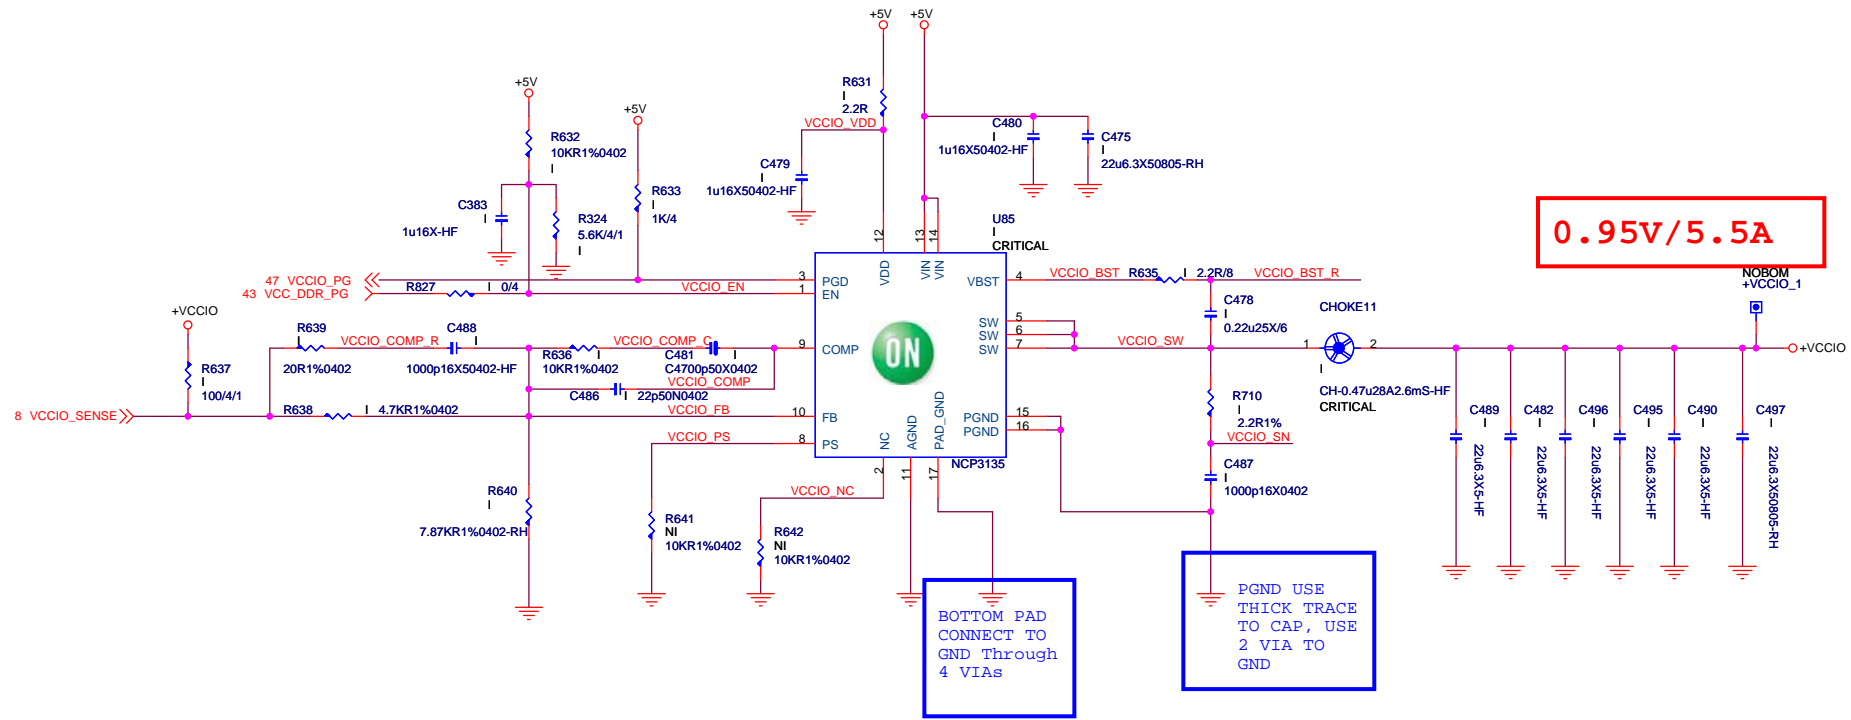 +5V
+5V
R631
I
2.2R
VCCIO_VDD
+5V
R632
10KR1%0402
I
+5V
C479
I
1u16X50402-HF
C480
I
1u16X50402-HF
C475
I
22u6.3X50805-RH
C383
I
1u16X-HF
R324
5.6K/4/1
I
R633
I
1K/4
U85
I
CRITICAL
0.95V/5.5A
12
13
14
VDD
VIN
VIN
47 VCCIO_PG
43 VCC_DDR_PG
R827
I
0/4
VCCIO_EN
3
1
PGD
EN
VBST
4
VCCIO_BST
R635
I
2.2R/8
VCCIO_BST_R
NOBOM
+VCCIO_1
C478
I
0.22u25X/6
CHOKE11
+VCCIO
R639
I
20R1%0402
VCCIO_COMP_R
C488
I
1000p16X50402-HF
R636
I
10KR1%0402
VCCIO_COMP_C
C481
I
C4700p50X0402
VCCIO_COMP
9
COMP
ON
SW
SW
SW
5
6
7
VCCIO_SW
1
2
+VCCIO
I
CH-0.47u28A2.6mS-HF
CRITICAL
R637
I
100/4/1
C486
I
22p50N0402
8 VCCIO_SENSE
R638
I
4.7KR1%0402
VCCIO_FB
10
FB
VCCIO_PS
8
PS
NC
AGND
PAD_GND
PGND
PGND
15
16
NCP3135
2
11
17
R710
I
2.2R1%
VCCIO_SN
C487
I
1000p16X0402
C489
I
22u6.3X5-HF
C482
I
22u6.3X5-HF
C496
I
22u6.3X5-HF
C495
I
22u6.3X5-HF
C490
I
22u6.3X5-HF
C497
I
22u6.3X50805-RH
VCCIO_NC
R640
I
7.87KR1%0402-RH
R641
NI
10KR1%0402
R642
NI
10KR1%0402
BOTTOM PAD
CONNECT TO
GND Through
4 VIAs
PGND USE
THICK TRACE
TO CAP, USE
2 VIA TO
GND